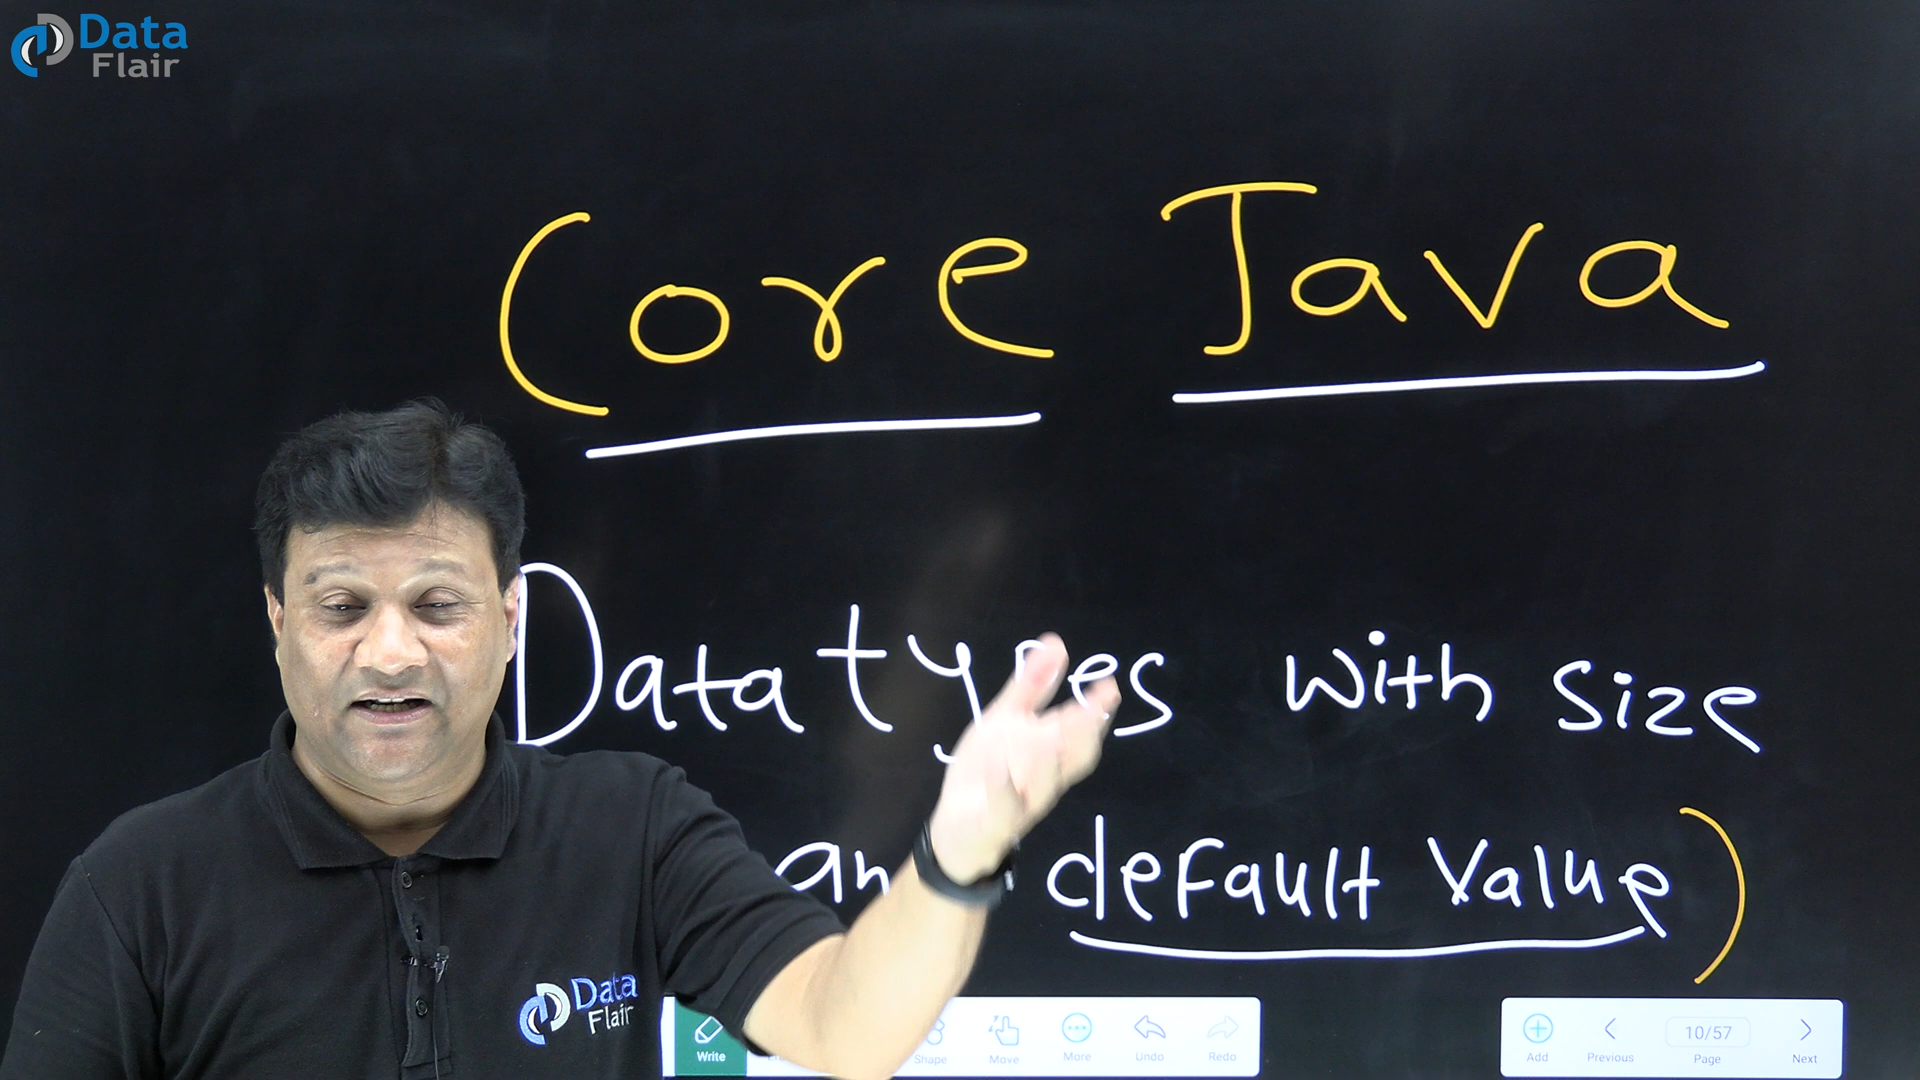 Data
Flair
Core Java
Datatypes with size
and default value)
Data
Flair
Write
Shape
Move
More
Undo
Redo
Add
Previous
10/57
Page
Next